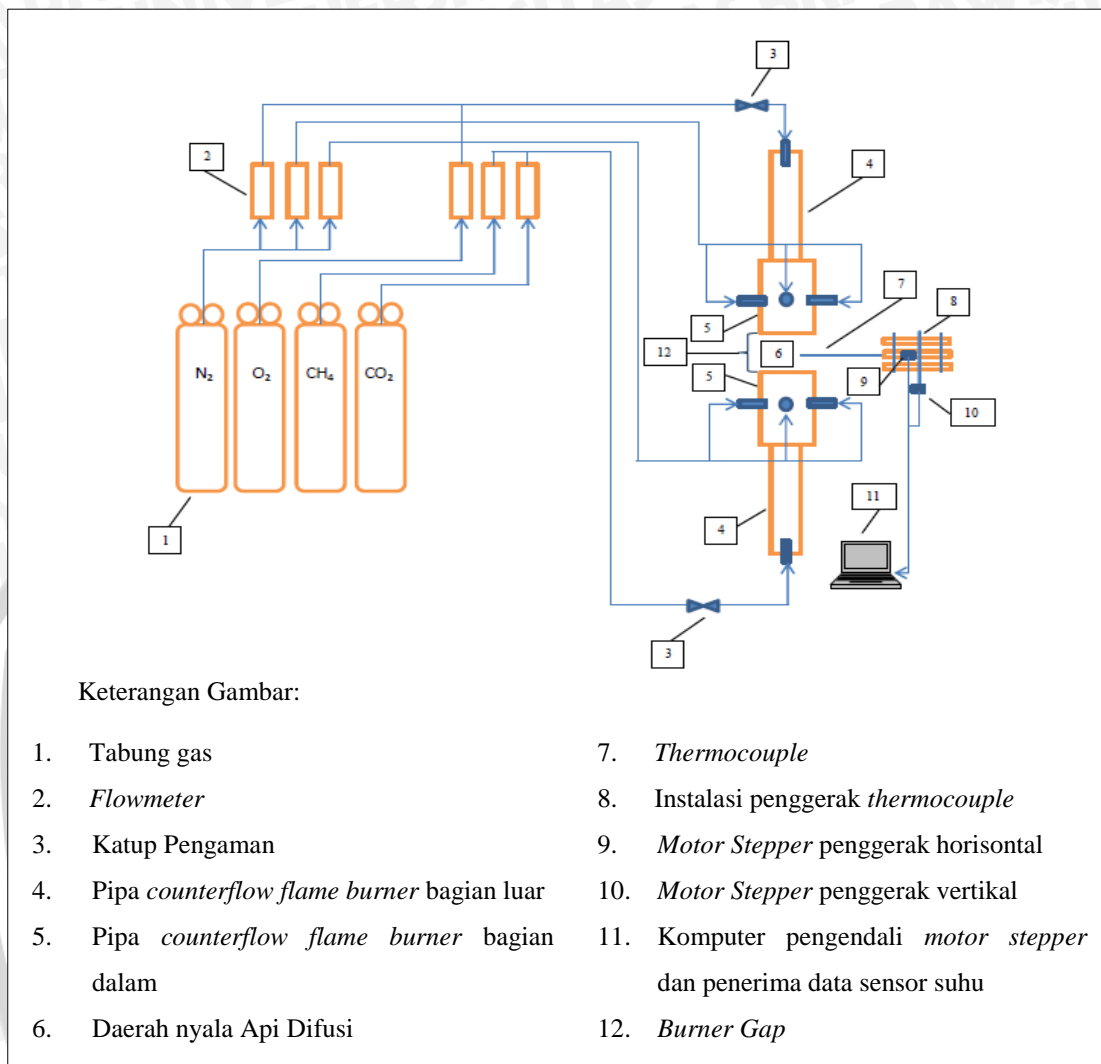 3
2
4
7
8
5
12
6
N₂
O₂
CH₄
CO₂
5
9
10
11
4
1
3
Keterangan Gambar:
1. Tabung gas
2. Flowmeter
3. Katup Pengaman
4. Pipa counterflow flame burner bagian luar
5. Pipa counterflow flame burner bagian
dalam
6. Daerah nyala Api Difusi
7. Thermocouple
8. Instalasi penggerak thermocouple
9. Motor Stepper penggerak horisontal
10. Motor Stepper penggerak vertikal
11. Komputer pengendali motor stepper
dan penerima data sensor suhu
12. Burner Gap